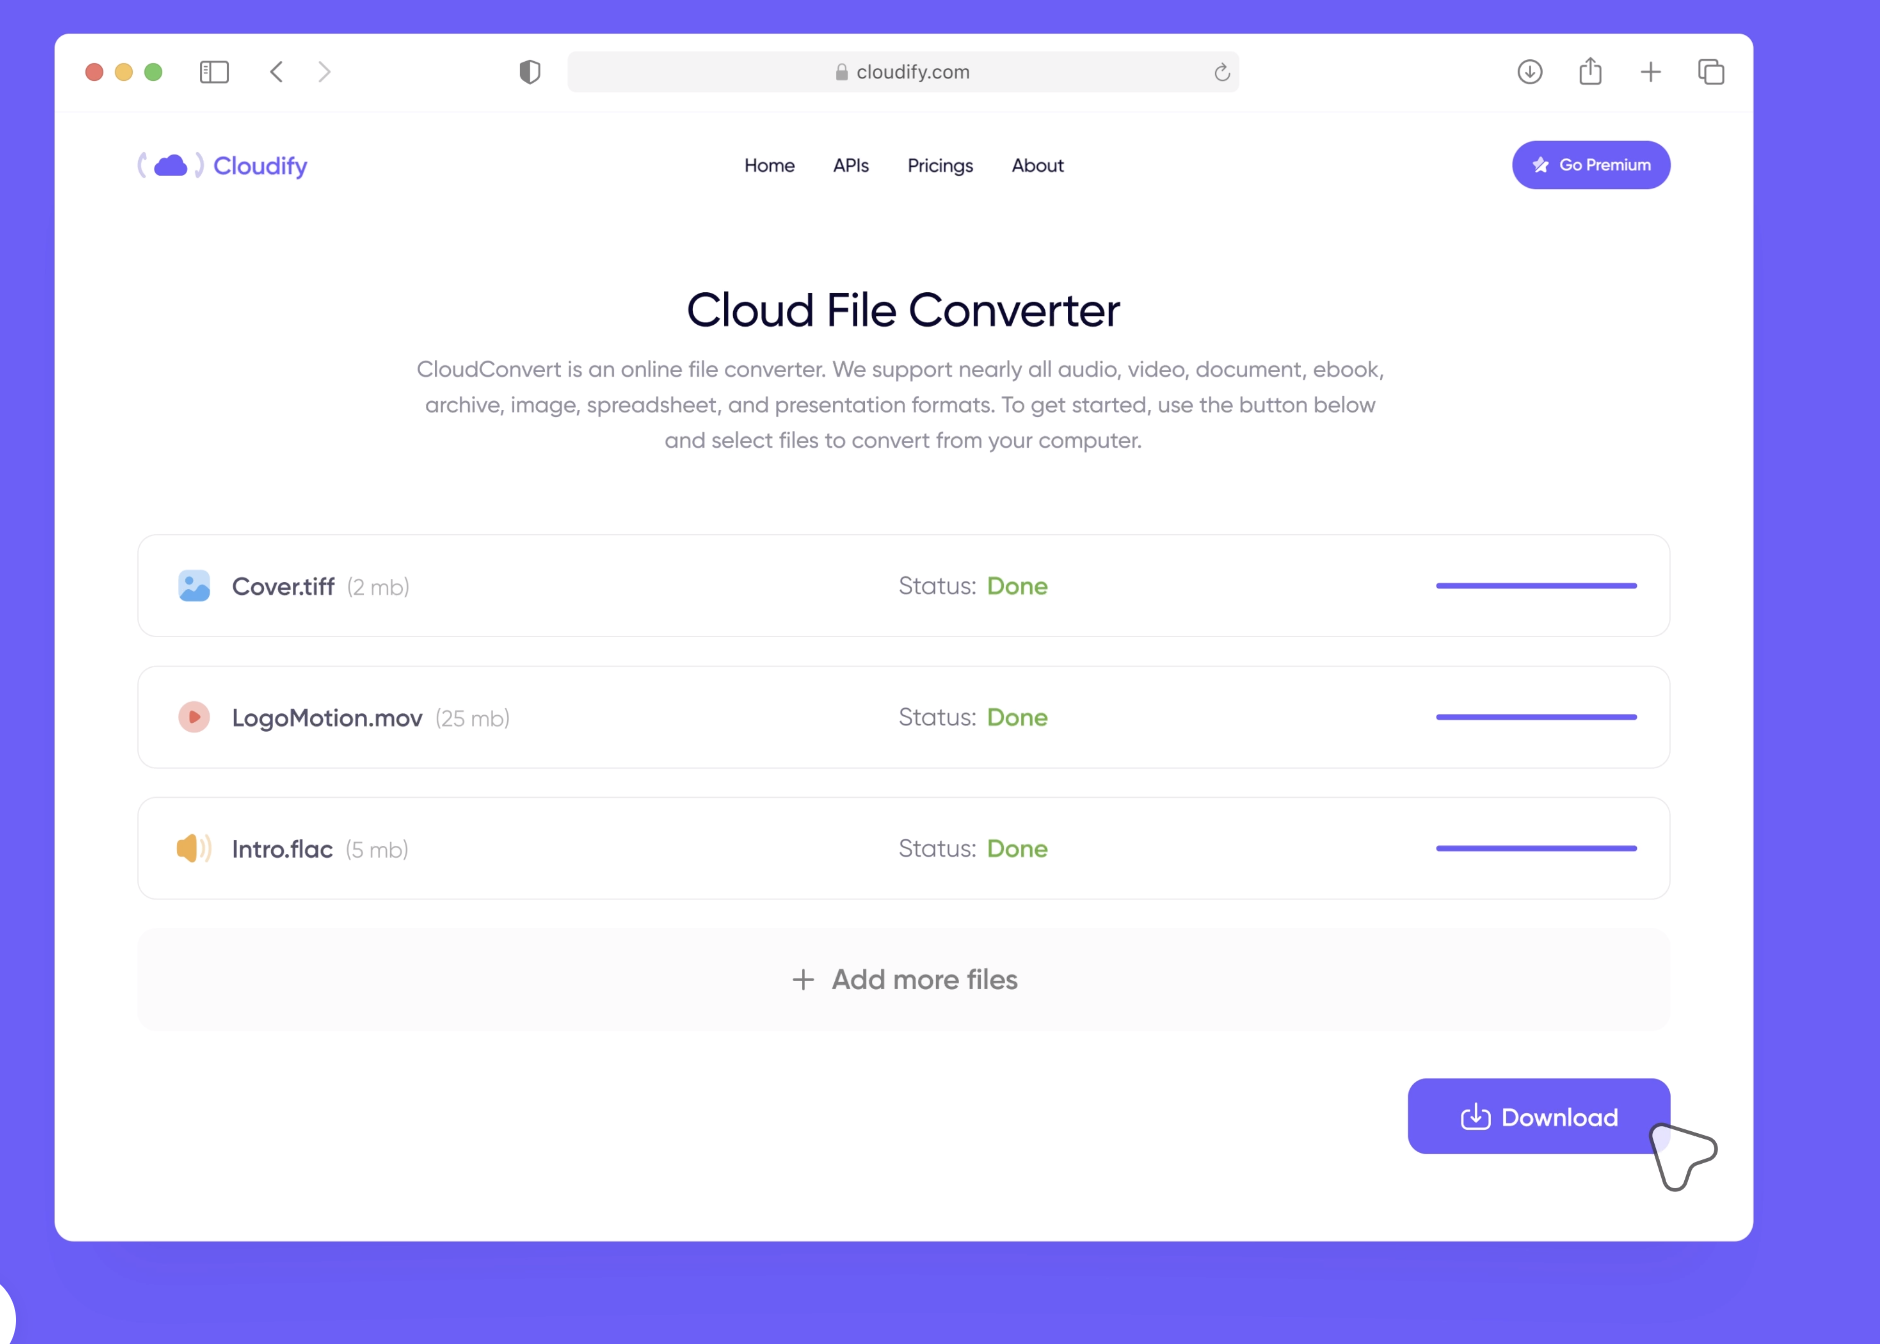 cloudify.com
Cloudify
Home APIs Pricings About
Go Premium
Cloud File Converter
CloudConvert is an online file converter. We support nearly all audio, video, document, ebook,
archive, image, spreadsheet, and presentation formats. To get started, use the button below
and select files to convert from your computer.
Cover.tiff (2 mb) Status: Done
LogoMotion.mov (25 mb) Status: Done
Intro.flac (5 mb) Status: Done
+ Add more files
Download